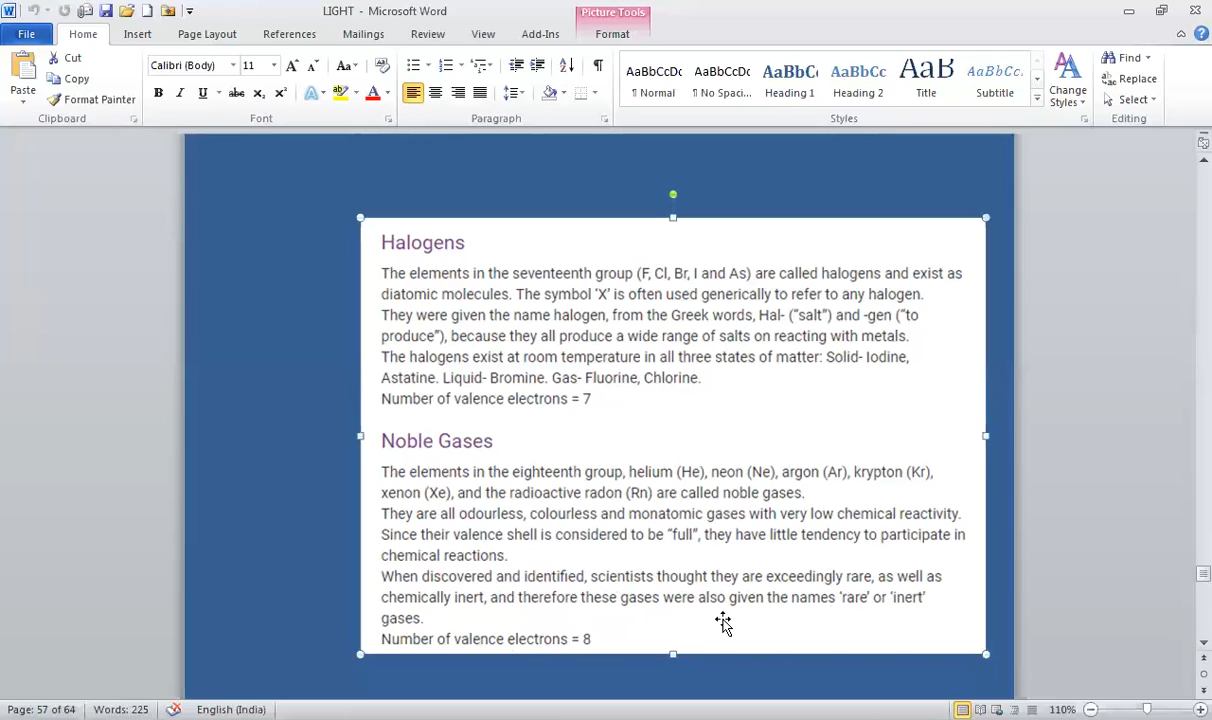 LIGHT - Microsoft Word
Picture Tools
File Home Insert Page Layout References Mailings Review View Add-Ins Format
Paste
Cut
Copy
Format Painter
Calibri (Body) 11
AaBbCcDc AaBbCcDc AaBbC( AaBbCc AaB AaBbCc.
¶ Normal ¶ No Spaci... Heading 1 Heading 2 Title Subtitle
Change Styles
Find
Replace
Select
Clipboard Font Paragraph Styles Editing
Halogens
The elements in the seventeenth group (F, Cl, Br, I and As) are called halogens and exist as
diatomic molecules. The symbol ‘X’ is often used generically to refer to any halogen.
They were given the name halogen, from the Greek words, Hal- (“salt”) and -gen (“to
produce”), because they all produce a wide range of salts on reacting with metals.
The halogens exist at room temperature in all three states of matter: Solid- Iodine,
Astatine. Liquid- Bromine. Gas- Fluorine, Chlorine.
Number of valence electrons = 7
Noble Gases
The elements in the eighteenth group, helium (He), neon (Ne), argon (Ar), krypton (Kr),
xenon (Xe), and the radioactive radon (Rn) are called noble gases.
They are all odourless, colourless and monatomic gases with very low chemical reactivity.
Since their valence shell is considered to be “full”, they have little tendency to participate in
chemical reactions.
When discovered and identified, scientists thought they are exceedingly rare, as well as
chemically inert, and therefore these gases were also given the names ‘rare’ or ‘inert’
gases.
Number of valence electrons = 8
Page: 57 of 64 Words: 225 English (India) 110%